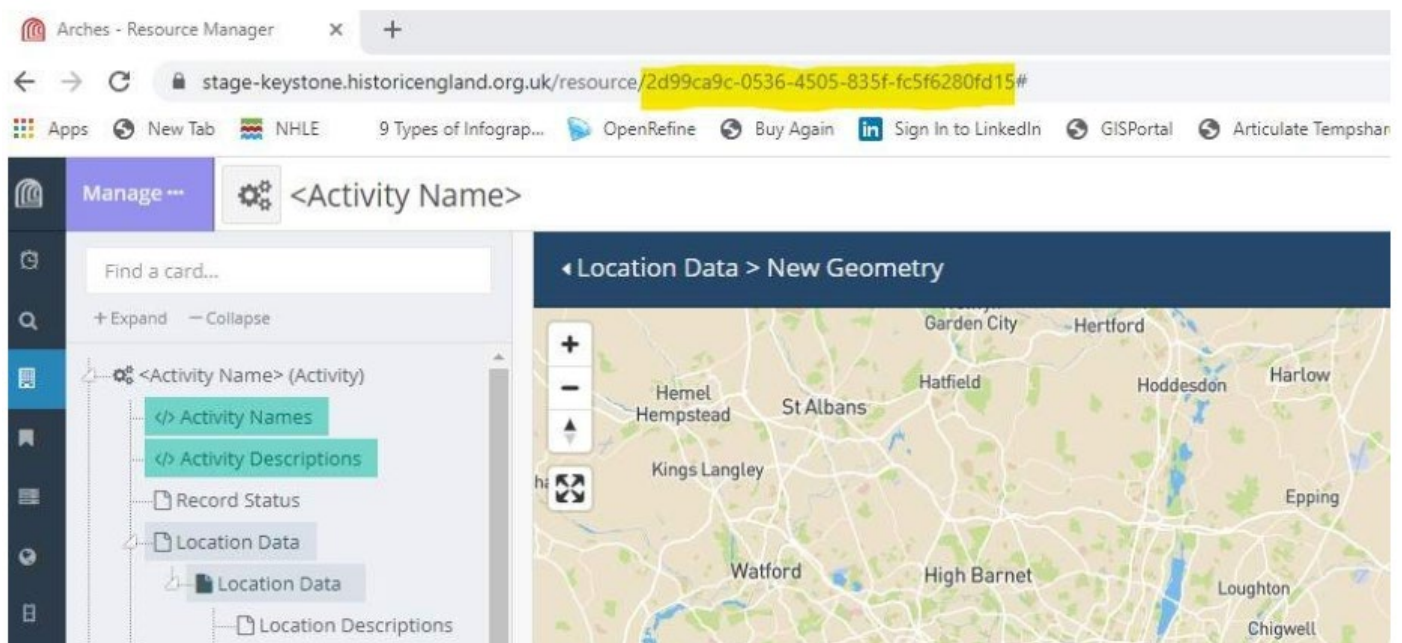 Arches - Resource Manager × +
stage-keystone.historicengland.org.uk/resource/2d99ca9c-0536-4505-835f-fc5f6280fd15#
Apps New Tab NHLE 9 Types of Infograp... OpenRefine Buy Again in Sign In to LinkedIn GISPortal Articulate Tempshar
Manage ... <Activity Name>
Find a card...
+ Expand − Collapse
<Activity Name> (Activity)
</> Activity Names
</> Activity Descriptions
Record Status
Location Data
Location Data
Location Descriptions
Location Data > New Geometry
Garden City
Hertford
Hemel
Hempstead
St Albans
Hatfield
Hoddesdon
Harlow
Kings Langley
Epping
Watford
High Barnet
Loughton
Chigwell